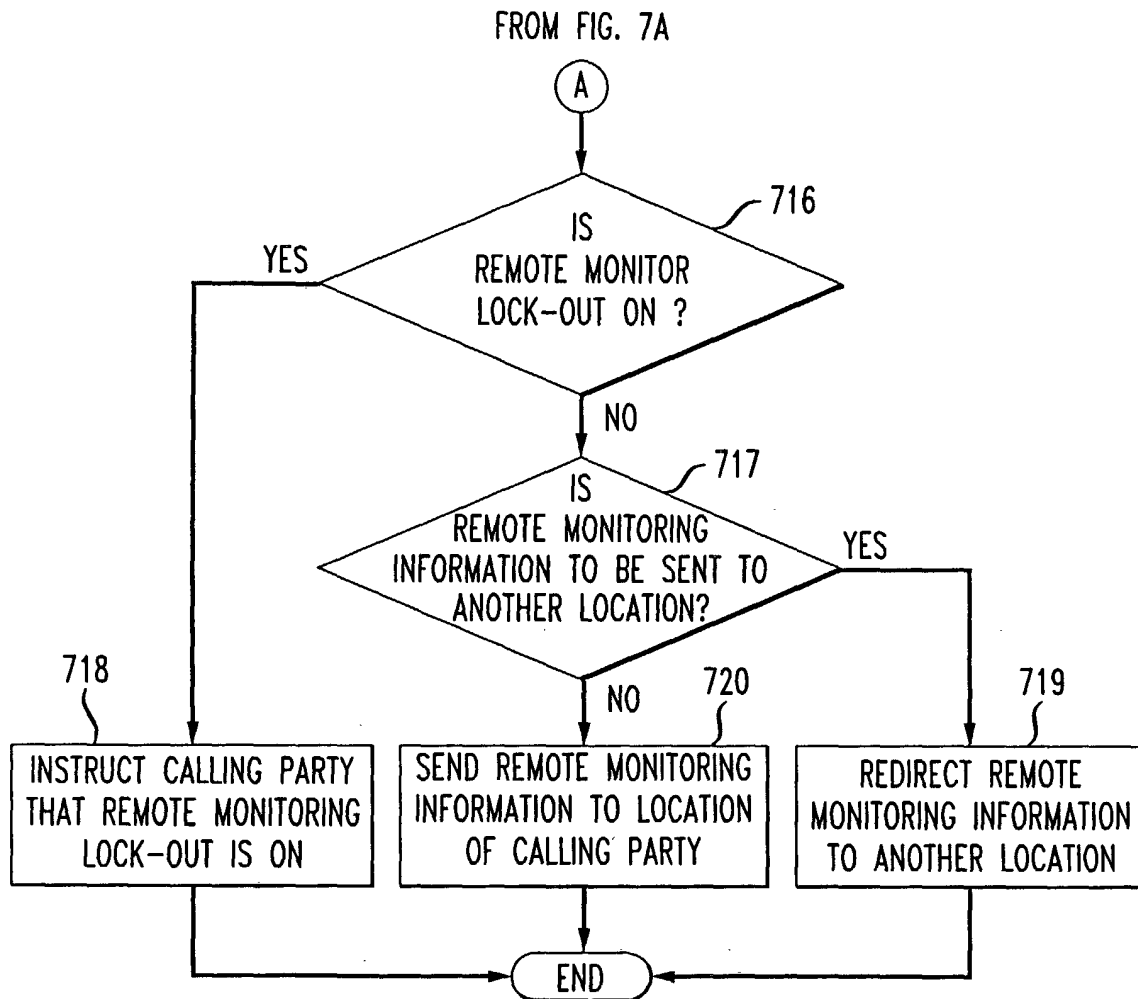 FROM FIG. 7A
A
716
IS
REMOTE MONITOR
LOCK-OUT ON ?
YES
NO
717
IS
REMOTE MONITORING
INFORMATION TO BE SENT TO
ANOTHER LOCATION?
YES
NO
718
INSTRUCT CALLING PARTY
THAT REMOTE MONITORING
LOCK-OUT IS ON
720
SEND REMOTE MONITORING
INFORMATION TO LOCATION
OF CALLING PARTY
719
REDIRECT REMOTE
MONITORING INFORMATION
TO ANOTHER LOCATION
END